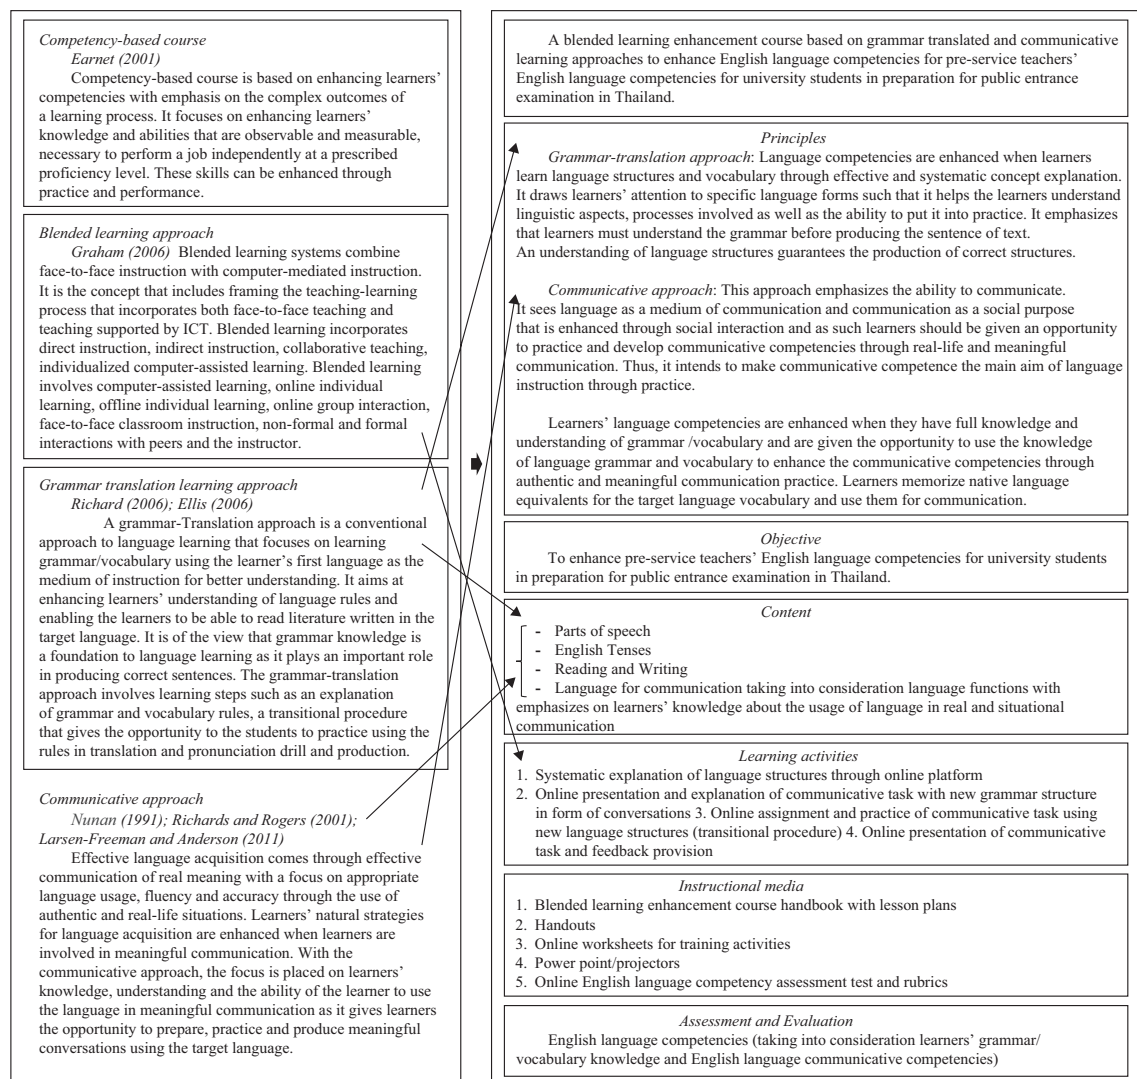 Competency-based course
Earnet (2001)
Competency-based course is based on enhancing learners’
competencies with emphasis on the complex outcomes of
a learning process. It focuses on enhancing learners’
knowledge and abilities that are observable and measurable,
necessary to perform a job independently at a prescribed
proficiency level. These skills can be enhanced through
practice and performance.
Blended learning approach
Graham (2006) Blended learning systems combine
face-to-face instruction with computer-mediated instruction.
It is the concept that includes framing the teaching-learning
process that incorporates both face-to-face teaching and
teaching supported by ICT. Blended learning incorporates
direct instruction, indirect instruction, collaborative teaching,
individualized computer-assisted learning. Blended learning
involves computer-assisted learning, online individual
learning, offline individual learning, online group interaction,
face-to-face classroom instruction, non-formal and formal
interactions with peers and the instructor.
Grammar translation learning approach
Richard (2006); Ellis (2006)
A grammar-Translation approach is a conventional
approach to language learning that focuses on learning
grammar/vocabulary using the learner’s first language as the
medium of instruction for better understanding. It aims at
enhancing learners’ understanding of language rules and
enabling the learners to be able to read literature written in the
target language. It is of the view that grammar knowledge is
a foundation to language learning as it plays an important role
in producing correct sentences. The grammar-translation
approach involves learning steps such as an explanation
of grammar and vocabulary rules, a transitional procedure
that gives the opportunity to the students to practice using the
rules in translation and pronunciation drill and production.
Communicative approach
Nunan (1991); Richards and Rogers (2001);
Larsen-Freeman and Anderson (2011)
Effective language acquisition comes through effective
communication of real meaning with a focus on appropriate
language usage, fluency and accuracy through the use of
authentic and real-life situations. Learners’ natural strategies
for language acquisition are enhanced when learners are
involved in meaningful communication. With the
communicative approach, the focus is placed on learners’
knowledge, understanding and the ability of the learner to use
the language in meaningful communication as it gives learners
the opportunity to prepare, practice and produce meaningful
conversations using the target language.
A blended learning enhancement course based on grammar translated and communicative
learning approaches to enhance English language competencies for pre-service teachers’
English language competencies for university students in preparation for public entrance
examination in Thailand.
Principles
Grammar-translation approach: Language competencies are enhanced when learners
learn language structures and vocabulary through effective and systematic concept explanation.
It draws learners’ attention to specific language forms such that it helps the learners understand
linguistic aspects, processes involved as well as the ability to put it into practice. It emphasizes
that learners must understand the grammar before producing the sentence of text.
An understanding of language structures guarantees the production of correct structures.
Communicative approach: This approach emphasizes the ability to communicate.
It sees language as a medium of communication and communication as a social purpose
that is enhanced through social interaction and as such learners should be given an opportunity
to practice and develop communicative competencies through real-life and meaningful
communication. Thus, it intends to make communicative competence the main aim of language
instruction through practice.
Learners’ language competencies are enhanced when they have full knowledge and
understanding of grammar /vocabulary and are given the opportunity to use the knowledge
of language grammar and vocabulary to enhance the communicative competencies through
authentic and meaningful communication practice. Learners memorize native language
equivalents for the target language vocabulary and use them for communication.
Objective
To enhance pre-service teachers’ English language competencies for university students
in preparation for public entrance examination in Thailand.
Content
- Parts of speech
- English Tenses
- Reading and Writing
- Language for communication taking into consideration language functions with
emphasizes on learners’ knowledge about the usage of language in real and situational
communication
Learning activities
1. Systematic explanation of language structures through online platform
2. Online presentation and explanation of communicative task with new grammar structure
in form of conversations 3. Online assignment and practice of communicative task using
new language structures (transitional procedure) 4. Online presentation of communicative
task and feedback provision
Instructional media
1. Blended learning enhancement course handbook with lesson plans
2. Handouts
3. Online worksheets for training activities
4. Power point/projectors
5. Online English language competency assessment test and rubrics
Assessment and Evaluation
English language competencies (taking into consideration learners’ grammar/
vocabulary knowledge and English language communicative competencies)